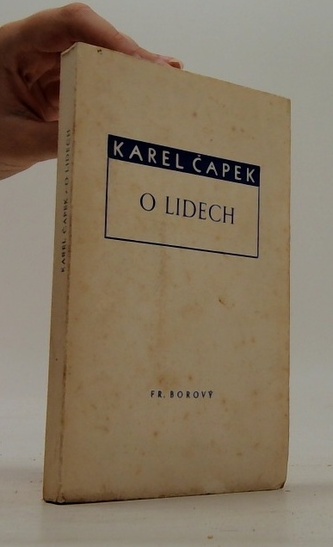 KAREL ČAPEK
O LIDECH
FR. BOROVÝ
KAREL ČAPEK • O LIDECH